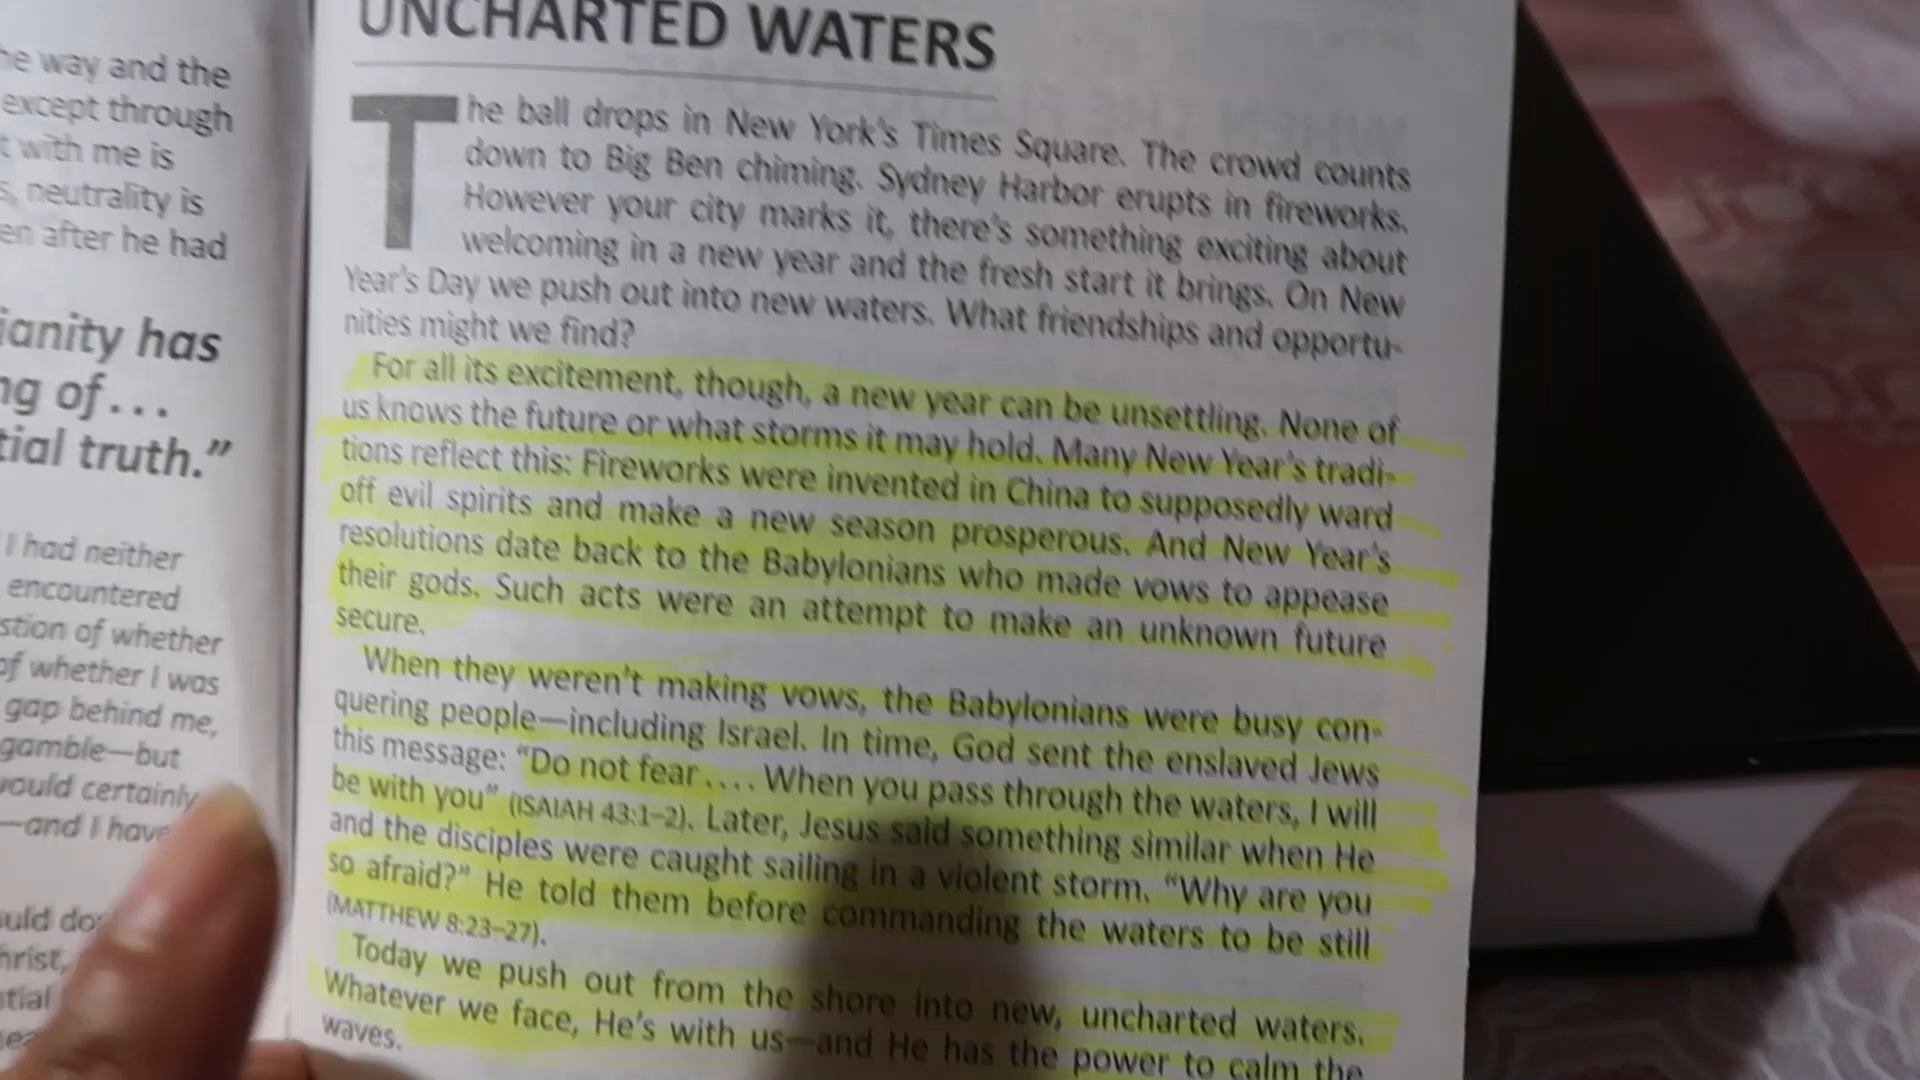 he way and the
except through
t with me is
s, neutrality is
en after he had
ianity has
ng of...
tial truth.”
I had neither
encountered
stion of whether
of whether I was
gap behind me,
gamble—but
would certainly
—and I have
uld do
hrist,
tial
UNCHARTED WATERS
The ball drops in New York’s Times Square. The crowd counts
down to Big Ben chiming. Sydney Harbor erupts in fireworks.
However your city marks it, there’s something exciting about
welcoming in a new year and the fresh start it brings. On New
Year’s Day we push out into new waters. What friendships and opportu-
nities might we find?
For all its excitement, though, a new year can be unsettling. None of
us knows the future or what storms it may hold. Many New Year’s tradi-
tions reflect this: Fireworks were invented in China to supposedly ward
off evil spirits and make a new season prosperous. And New Year’s
resolutions date back to the Babylonians who made vows to appease
their gods. Such acts were an attempt to make an unknown future
secure.
When they weren’t making vows, the Babylonians were busy con-
quering people—including Israel. In time, God sent the enslaved Jews
this message: “Do not fear.... When you pass through the waters, I will
be with you” (ISAIAH 43:1–2). Later, Jesus said something similar when He
and the disciples were caught sailing in a violent storm. “Why are you
so afraid?” He told them before commanding the waters to be still
(MATTHEW 8:23–27).
Today we push out from the shore into new, uncharted waters.
Whatever we face, He’s with us—and He has the power to calm the
waves.